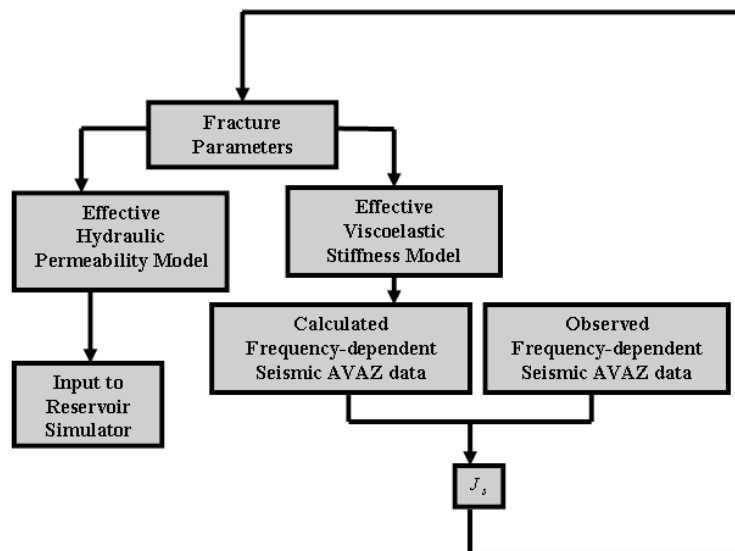 Fracture
Parameters
Effective
Hydraulic
Permeability Model
Effective
Viscoelastic
Stiffness Model
Calculated
Frequency-dependent
Seismic AVAZ data
Observed
Frequency-dependent
Seismic AVAZ data
Input to
Reservoir
Simulator
J_s